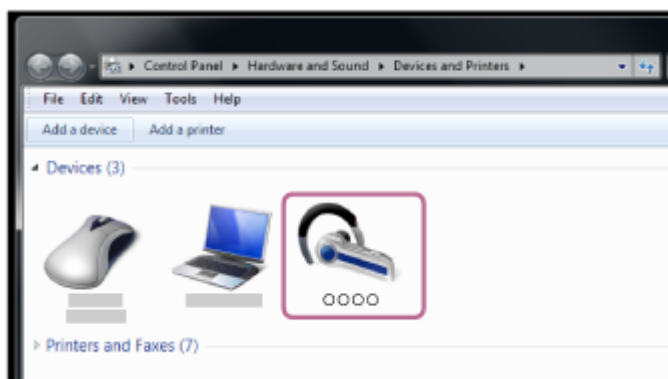 Control Panel ▸ Hardware and Sound ▸ Devices and Printers ▸
File Edit View Tools Help
Add a device Add a printer
Devices (3)
○○○○
Printers and Faxes (7)